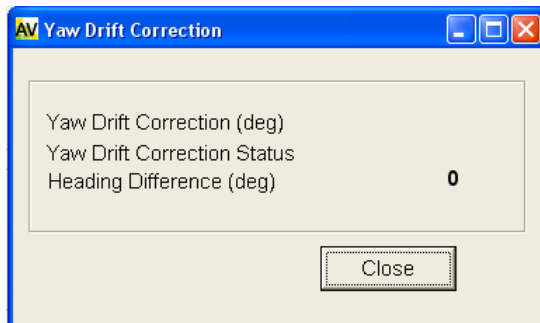 AV Yaw Drift Correction
Yaw Drift Correction (deg)
Yaw Drift Correction Status
Heading Difference (deg) 0
Close